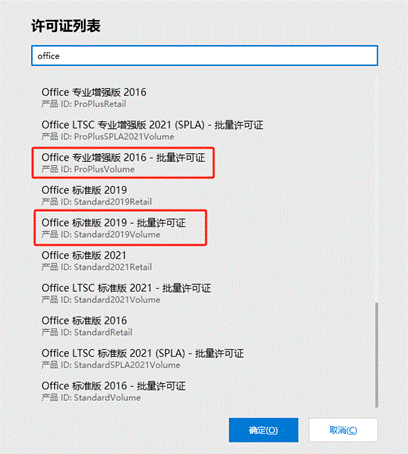 许可证列表
office
Office 专业增强版 2016
产品 ID: ProPlusRetail
Office LTSC 专业增强版 2021 (SPLA) - 批量许可证
产品 ID: ProPlusSPLA2021Volume
Office 专业增强版 2016 - 批量许可证
产品 ID: ProPlusVolume
Office 标准版 2019
产品 ID: Standard2019Retail
Office 标准版 2019 - 批量许可证
产品 ID: Standard2019Volume
Office 标准版 2021
产品 ID: Standard2021Retail
Office LTSC 标准版 2021 - 批量许可证
产品 ID: Standard2021Volume
Office 标准版 2016
产品 ID: StandardRetail
Office LTSC 标准版 2021 (SPLA) - 批量许可证
产品 ID: StandardSPLA2021Volume
Office 标准版 2016 - 批量许可证
产品 ID: StandardVolume
确定(O) 取消(C)